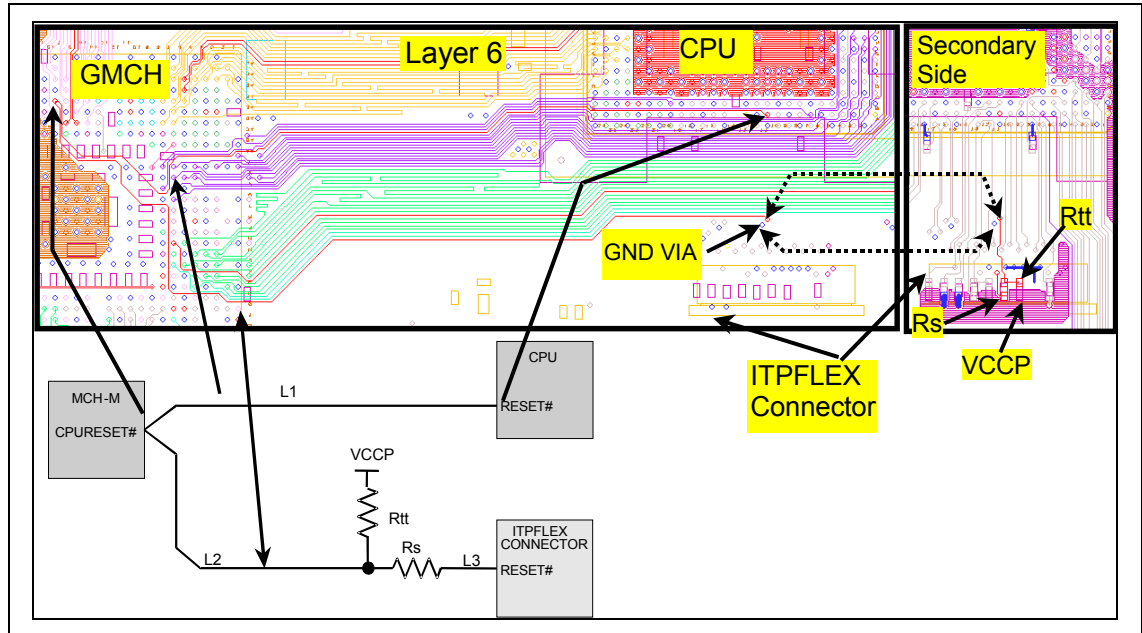 GMCH
Layer 6
CPU
Secondary
Side
GND VIA
Rtt
Rs
VCCP
ITPFLEX
Connector
MCH-M
CPURESET#
L1
CPU
RESET#
VCCP
Rtt
L2
Rs
L3
ITPFLEX
CONNECTOR
RESET#